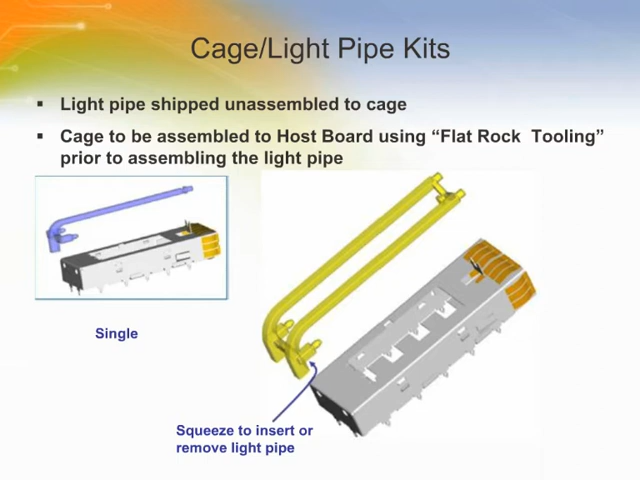 Cage/Light Pipe Kits
▪ Light pipe shipped unassembled to cage
▪ Cage to be assembled to Host Board using “Flat Rock Tooling”
prior to assembling the light pipe
Single
Squeeze to insert or
remove light pipe